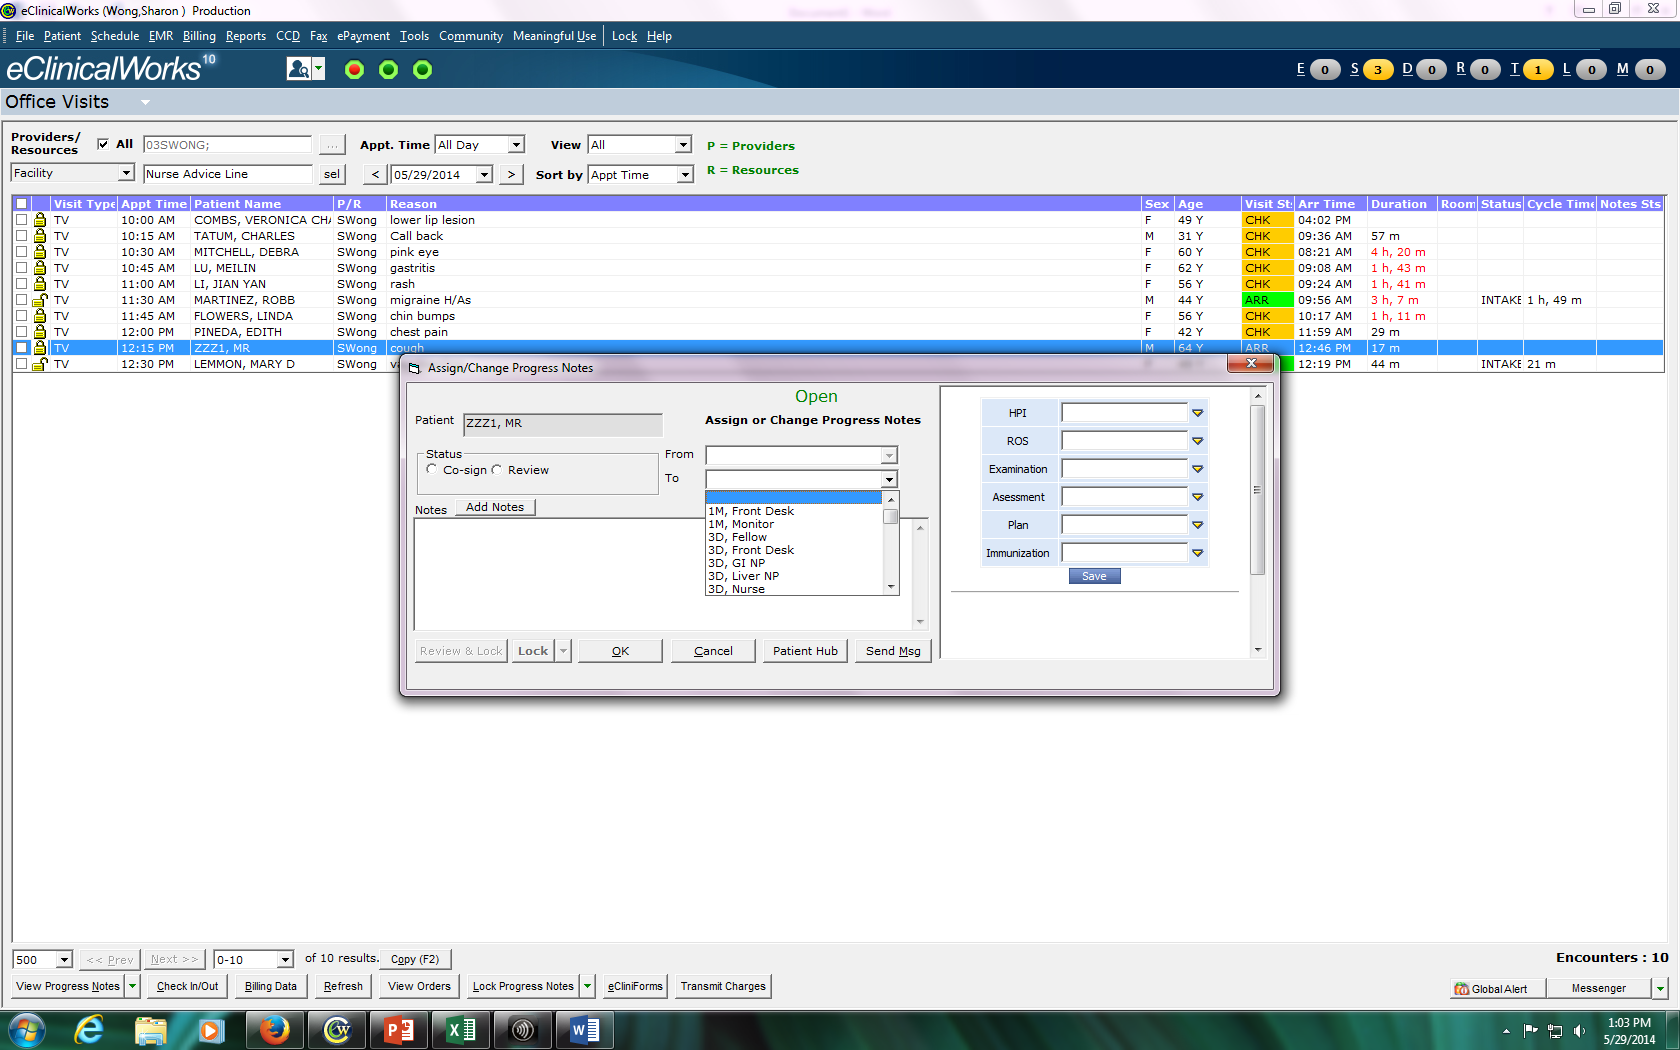 eClinicalWorks (Wong,Sharon ) Production
File Patient Schedule EMR Billing Reports CCD Fax ePayment Tools Community Meaningful Use Lock Help
eClinicalWorks 10 E 0 S 3 D 0 R 0 T 1 L 0 M 0
Office Visits
Providers/ Resources All 03SWONG; ... Appt. Time All Day View All P = Providers
Facility Nurse Advice Line sel < 05/29/2014 > Sort by Appt Time R = Resources
Visit Type Appt Time Patient Name P/R Reason Sex Age Visit St Arr Time Duration Room Status Cycle Time Notes Sts
TV 10:00 AM COMBS, VERONICA CHA SWong lower lip lesion F 49 Y CHK 04:02 PM
TV 10:15 AM TATUM, CHARLES SWong Call back M 31 Y CHK 09:36 AM 57 m
TV 10:30 AM MITCHELL, DEBRA SWong pink eye F 60 Y CHK 08:21 AM 4 h, 20 m
TV 10:45 AM LU, MEILIN SWong gastritis F 62 Y CHK 09:08 AM 1 h, 43 m
TV 11:00 AM LI, JIAN YAN SWong rash F 56 Y CHK 09:24 AM 1 h, 41 m
TV 11:30 AM MARTINEZ, ROBB SWong migraine H/As M 44 Y ARR 09:56 AM 3 h, 7 m INTAKE 1 h, 49 m
TV 11:45 AM FLOWERS, LINDA SWong chin bumps F 56 Y CHK 10:17 AM 1 h, 11 m
TV 12:00 PM PINEDA, EDITH SWong chest pain F 42 Y CHK 11:59 AM 29 m
TV 12:15 PM ZZZ1, MR SWong cough M 64 Y ARR 12:46 PM 17 m
TV 12:30 PM LEMMON, MARY D SWong 12:19 PM 44 m INTAKE 21 m
Assign/Change Progress Notes
Open
Patient ZZZ1, MR Assign or Change Progress Notes
Status
Co-sign Review
From
To
1M, Front Desk
1M, Monitor
3D, Fellow
3D, Front Desk
3D, GI NP
3D, Liver NP
3D, Nurse
Notes Add Notes
Review & Lock Lock OK Cancel Patient Hub Send Msg
HPI
ROS
Examination
Asessment
Plan
Immunization
Save
500 << Prev Next >> 0-10 of 10 results. Copy (F2) Encounters : 10
View Progress Notes Check In/Out Billing Data Refresh View Orders Lock Progress Notes eCliniForms Transmit Charges Global Alert Messenger
1:03 PM
5/29/2014